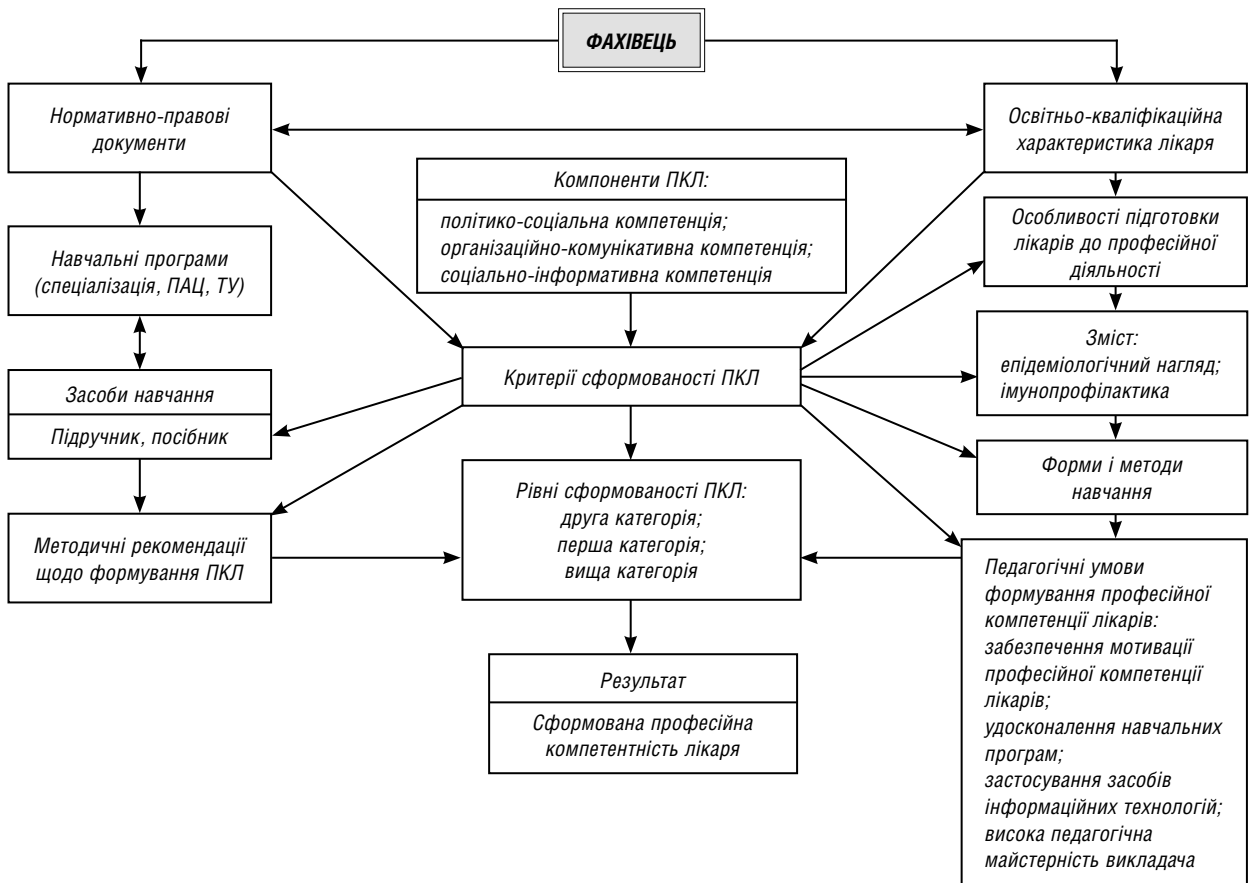 ФАХІВЕЦЬ
Нормативно-правові
документи
Освітньо-кваліфікаційна
характеристика лікаря
Компоненти ПКЛ:
політико-соціальна компетенція;
організаційно-комунікативна компетенція;
соціально-інформативна компетенція
Навчальні програми
(спеціалізація, ПАЦ, ТУ)
Особливості підготовки
лікарів до професійної
діяльності
Засоби навчання
Підручник, посібник
Критерії сформованості ПКЛ
Зміст:
епідеміологічний нагляд;
імунопрофілактика
Форми і методи
навчання
Методичні рекомендації
щодо формування ПКЛ
Рівні сформованості ПКЛ:
друга категорія;
перша категорія;
вища категорія
Педагогічні умови
формування професійної
компетенції лікарів:
забезпечення мотивації
професійної компетенції
лікарів;
удосконалення навчальних
програм;
застосування засобів
інформаційних технологій;
висока педагогічна
майстерність викладача
Результат
Сформована професійна
компетентність лікаря